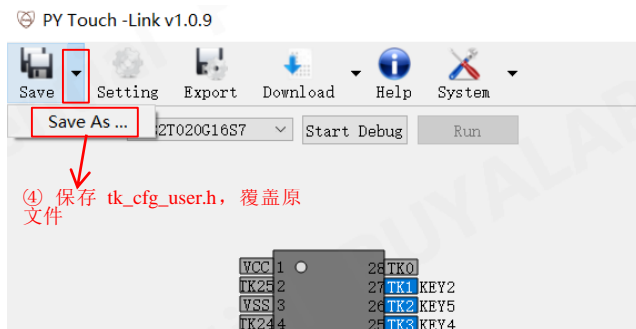 PY Touch -Link v1.0.9
Save Setting Export Download Help System
Save As ...
2T020G16S7 Start Debug Run
④ 保存 tk_cfg_user.h，覆盖原
文件
VCC 1 28 TK0
TK25 2 27 TK1 KEY2
VSS 3 26 TK2 KEY5
TK24 4 25 TK3 KEY4